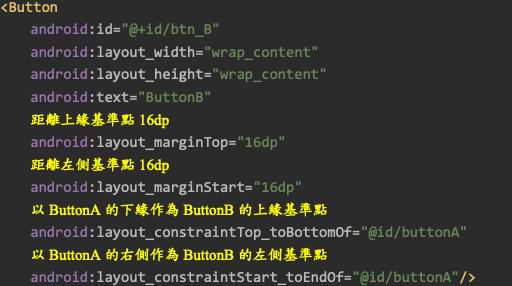 <Button
android:id="@+id/btn_B"
android:layout_width="wrap_content"
android:layout_height="wrap_content"
android:text="ButtonB"
距離上緣基準點 16dp
android:layout_marginTop="16dp"
距離左側基準點 16dp
android:layout_marginStart="16dp"
以 ButtonA 的下緣作為 ButtonB 的上緣基準點
android:layout_constraintTop_toBottomOf="@id/buttonA"
以 ButtonA 的右側作為 ButtonB 的左側基準點
android:layout_constraintStart_toEndOf="@id/buttonA"/>